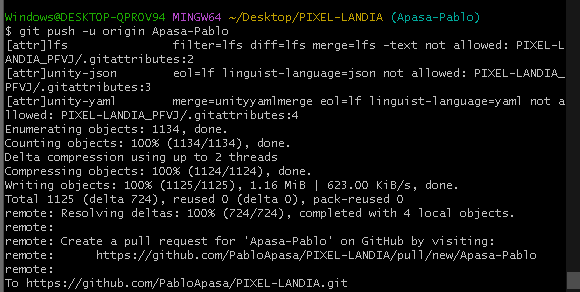 Windows@DESKTOP-QPROV94 MINGW64 ~/Desktop/PIXEL-LANDIA (Apasa-Pablo)
$ git push -u origin Apasa-Pablo
[attr]lfs                filter=lfs diff=lfs merge=lfs -text not allowed: PIXEL-L
ANDIA_PFVJ/.gitattributes:2
[attr]unity-json         eol=lf linguist-language=json not allowed: PIXEL-LANDIA_
PFVJ/.gitattributes:3
[attr]unity-yaml         merge=unityyamlmerge eol=lf linguist-language=yaml not a
llowed: PIXEL-LANDIA_PFVJ/.gitattributes:4
Enumerating objects: 1134, done.
Counting objects: 100% (1134/1134), done.
Delta compression using up to 2 threads
Compressing objects: 100% (1124/1124), done.
Writing objects: 100% (1125/1125), 1.16 MiB | 623.00 KiB/s, done.
Total 1125 (delta 724), reused 0 (delta 0), pack-reused 0
remote: Resolving deltas: 100% (724/724), completed with 4 local objects.
remote:
remote: Create a pull request for 'Apasa-Pablo' on GitHub by visiting:
remote:      https://github.com/PabloApasa/PIXEL-LANDIA/pull/new/Apasa-Pablo
remote:
To https://github.com/PabloApasa/PIXEL-LANDIA.git